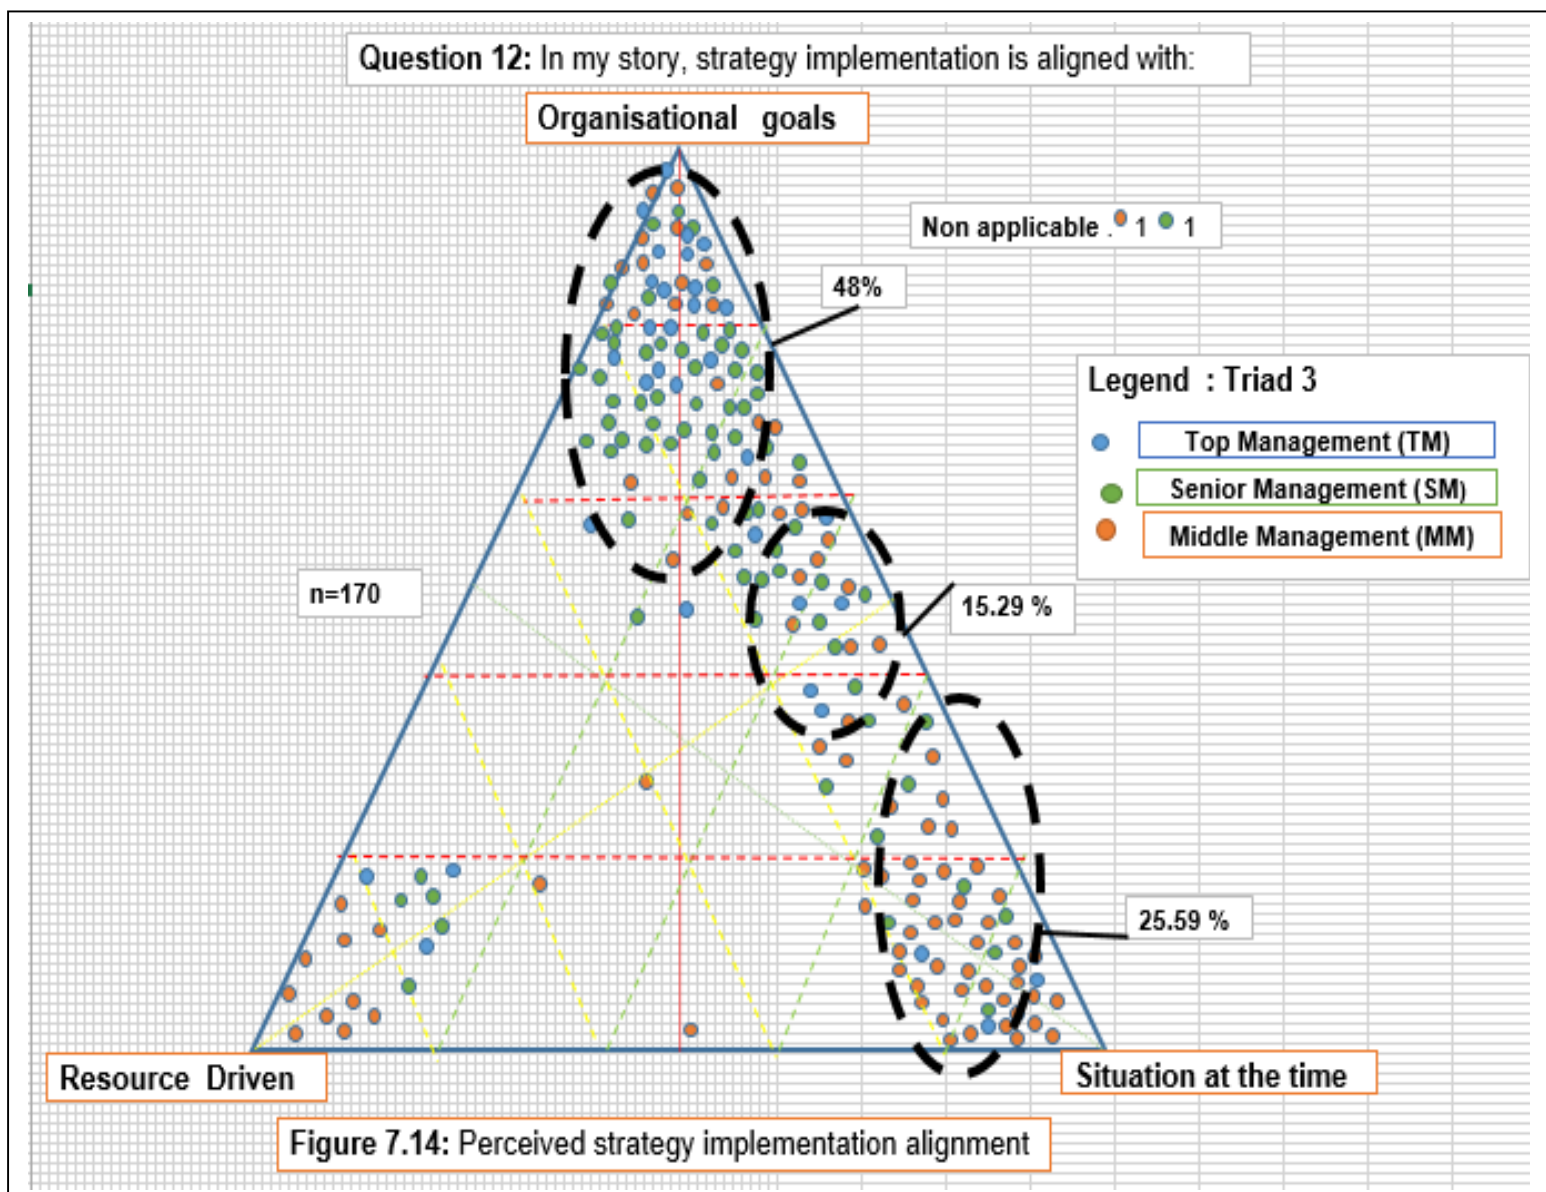 Question 12: In my story, strategy implementation is aligned with:
Organisational goals
Non applicable . 1 1
48%
Legend : Triad 3
Top Management (TM)
Senior Management (SM)
Middle Management (MM)
n=170
15.29 %
25.59 %
Resource Driven
Situation at the time
Figure 7.14: Perceived strategy implementation alignment